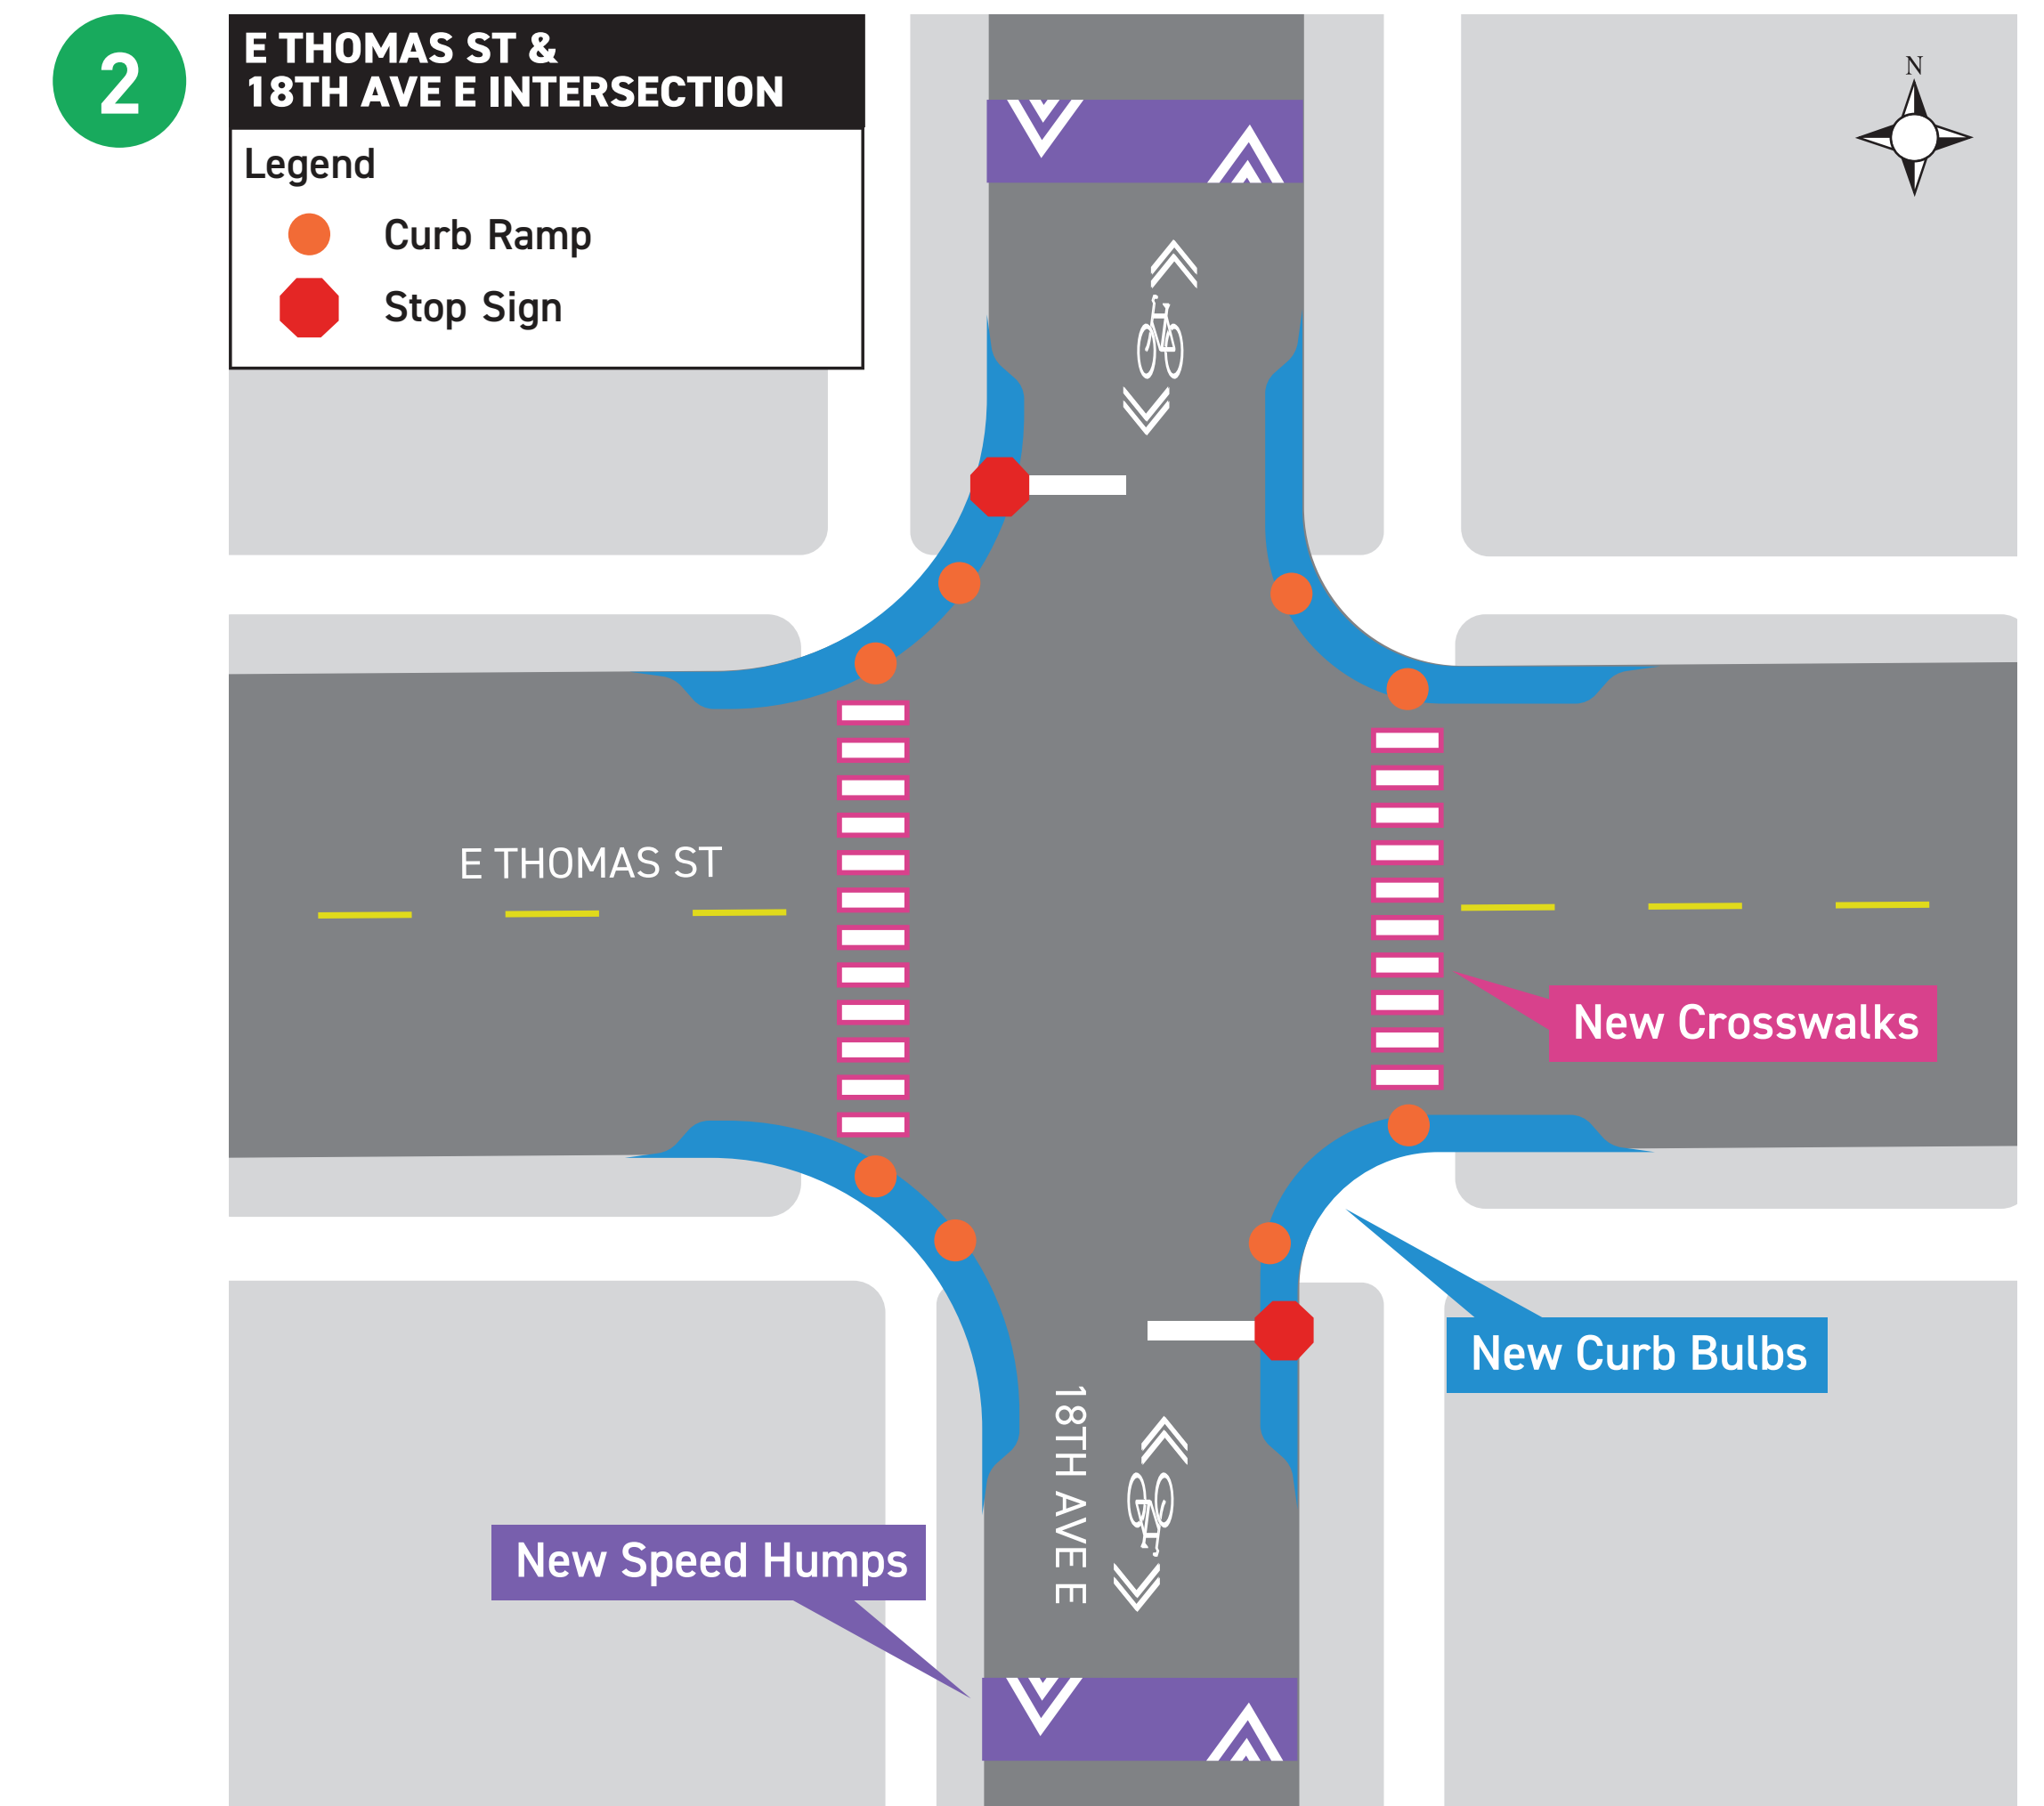 2
E THOMAS ST &
18TH AVE E INTERSECTION
Legend
Curb Ramp
Stop Sign
N
E THOMAS ST
New Crosswalks
New Curb Bulbs
18TH AVE E
New Speed Humps